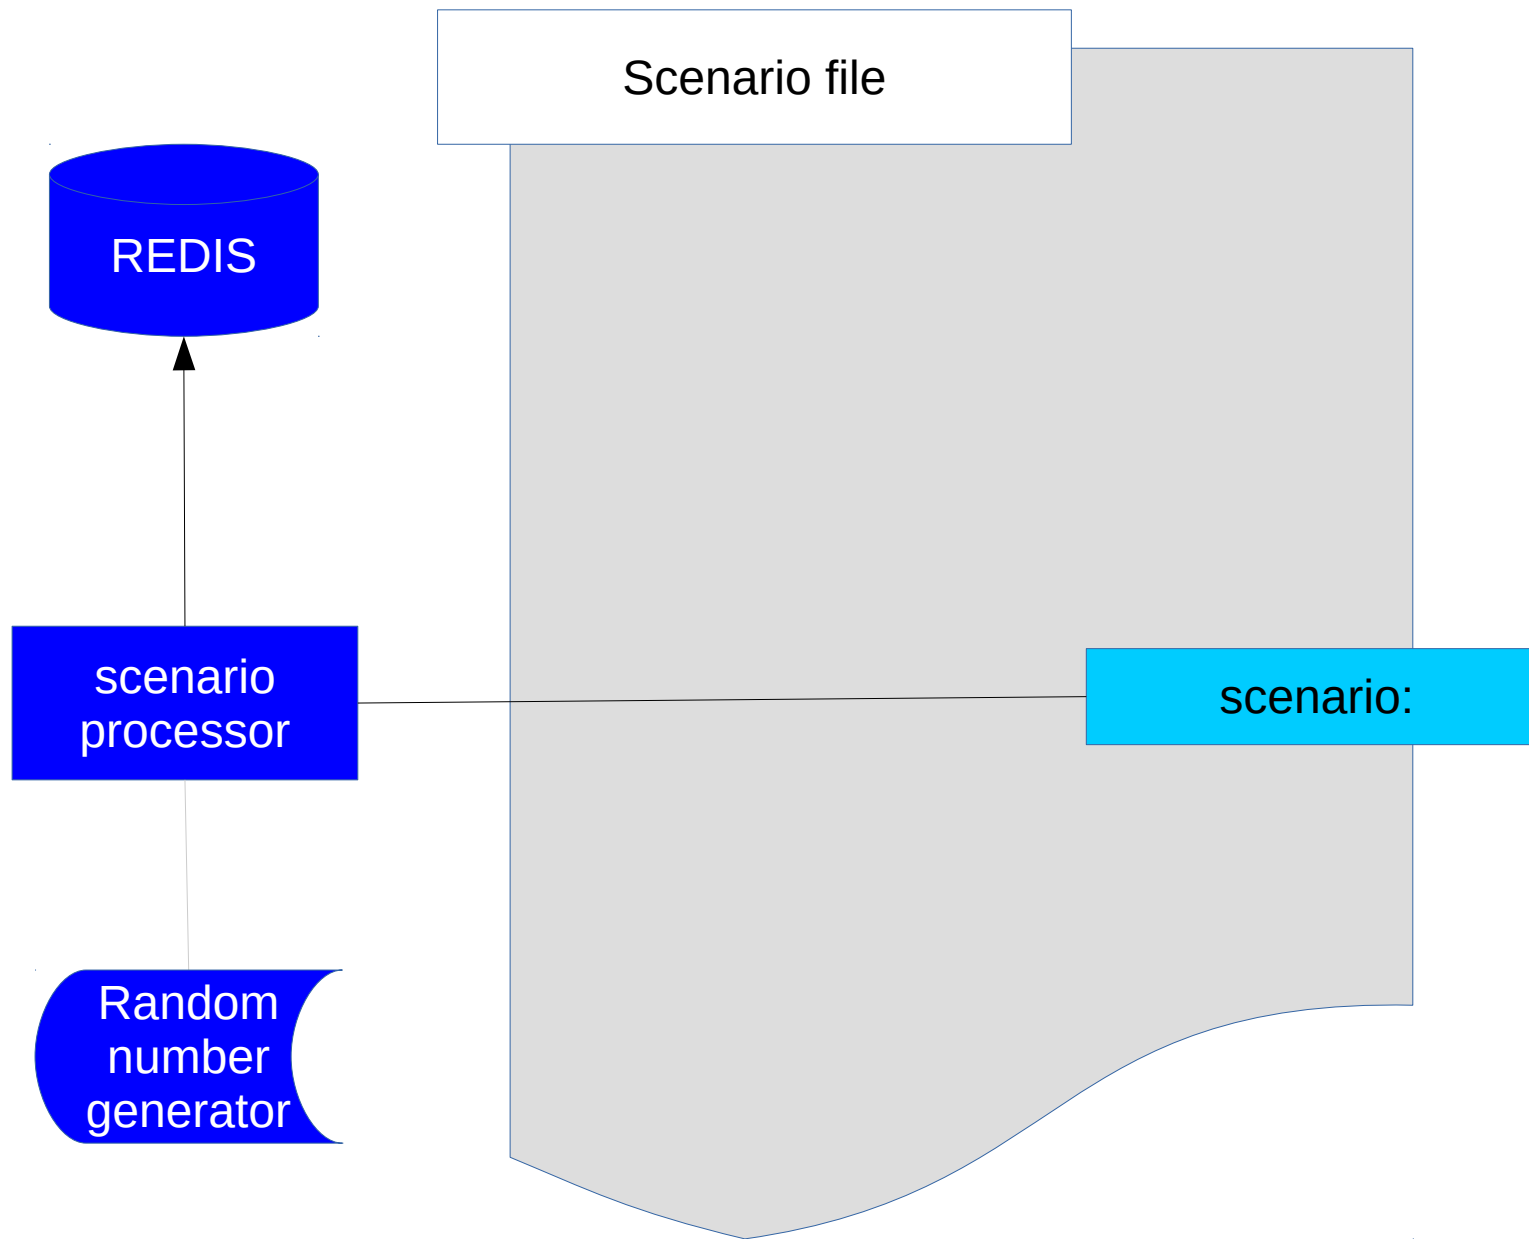 Scenario file
REDIS
scenario
processor
scenario:
Random
number
generator